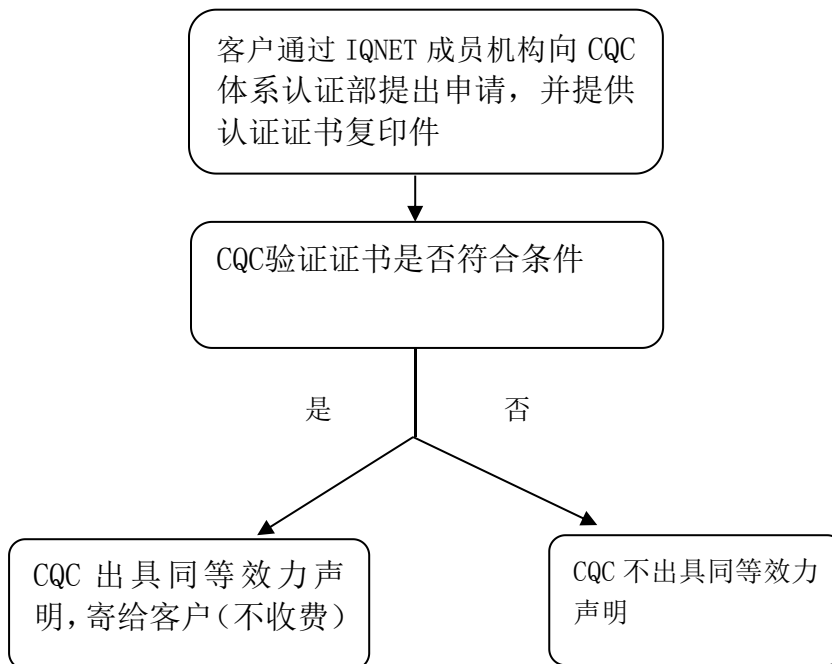 客户通过 IQNET 成员机构向 CQC
体系认证部提出申请，并提供
认证证书复印件
CQC验证证书是否符合条件
是
否
CQC 出具同等效力声
明，寄给客户（不收费）
CQC 不出具同等效力
声明